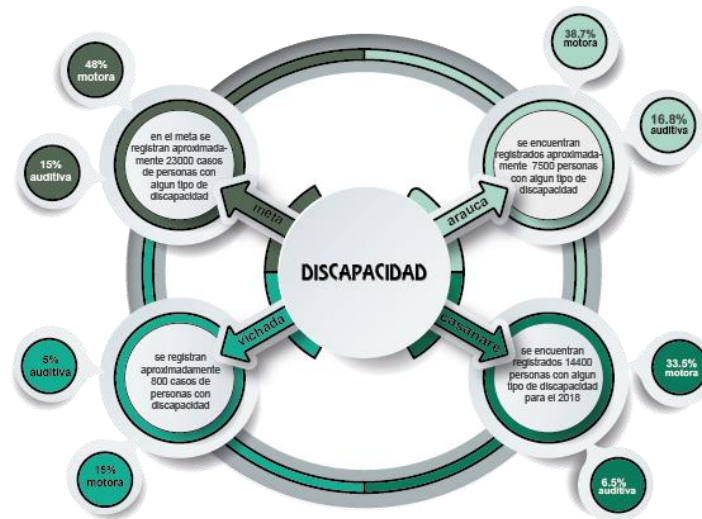 48%
motora
15%
auditiva
en el meta se
registran aproximada-
mente 23000 casos
de personas con
algun tipo de
discapacidad
meta
38.7%
motora
16.8%
auditiva
se encuentran
registrados aproximada-
mente 7500 personas
con algun tipo de
discapacidad
arauca
DISCAPACIDAD
vichada
se registran
aproximadamente
800 casos de
personas con
discapacidad
5%
auditiva
15%
motora
casanare
se encuentran
registrados 14400
personas con algun
tipo de discapacidad
para el 2018
33.5%
motora
6.5%
auditiva